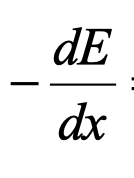 − dE/dx =